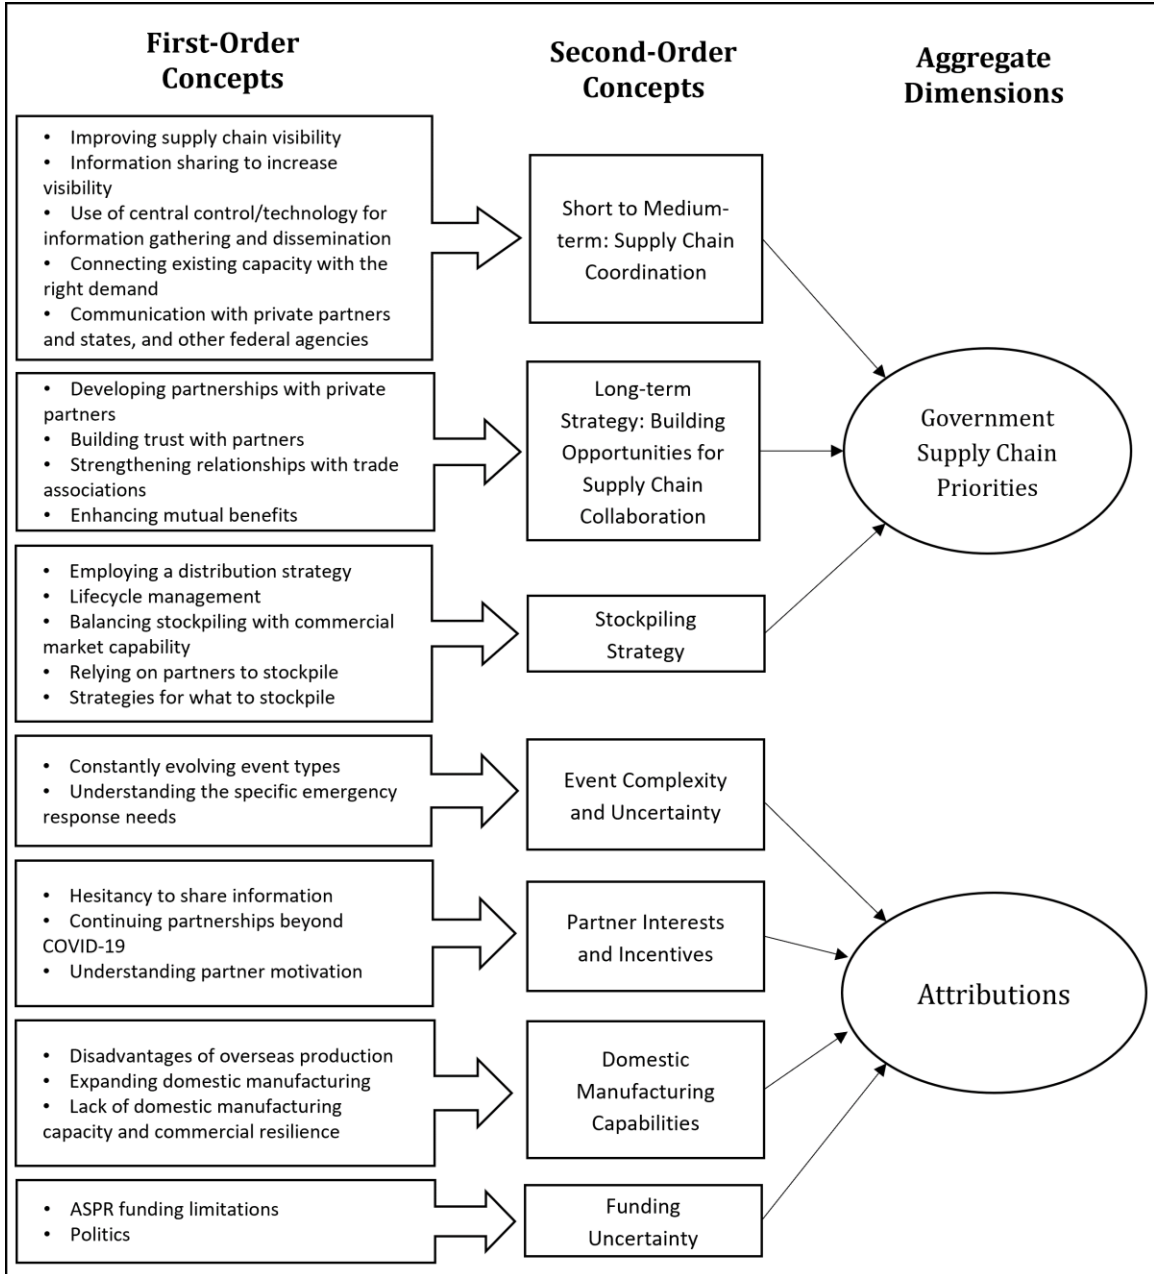 First-Order
Concepts
Second-Order
Concepts
Aggregate
Dimensions
• Improving supply chain visibility
• Information sharing to increase
visibility
• Use of central control/technology for
information gathering and dissemination
• Connecting existing capacity with the
right demand
• Communication with private partners
and states, and other federal agencies
Short to Medium-
term: Supply Chain
Coordination
• Developing partnerships with private
partners
• Building trust with partners
• Strengthening relationships with trade
associations
• Enhancing mutual benefits
Long-term
Strategy: Building
Opportunities for
Supply Chain
Collaboration
Government
Supply Chain
Priorities
• Employing a distribution strategy
• Lifecycle management
• Balancing stockpiling with commercial
market capability
• Relying on partners to stockpile
• Strategies for what to stockpile
Stockpiling
Strategy
• Constantly evolving event types
• Understanding the specific emergency
response needs
Event Complexity
and Uncertainty
• Hesitancy to share information
• Continuing partnerships beyond
COVID-19
• Understanding partner motivation
Partner Interests
and Incentives
Attributions
• Disadvantages of overseas production
• Expanding domestic manufacturing
• Lack of domestic manufacturing
capacity and commercial resilience
Domestic
Manufacturing
Capabilities
• ASPR funding limitations
• Politics
Funding
Uncertainty